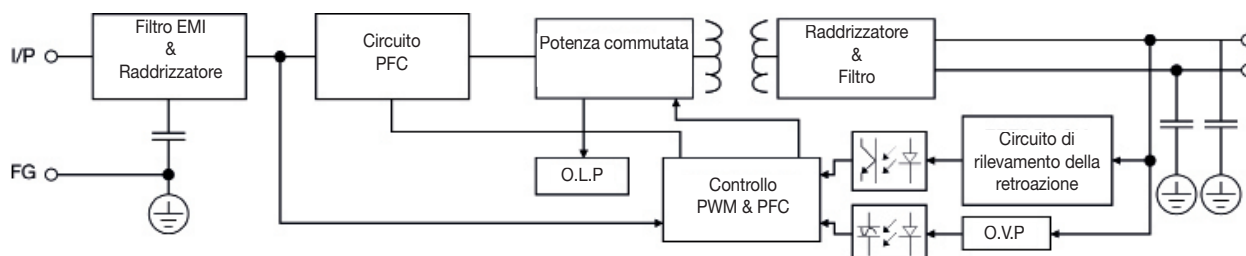 I/P
Filtro EMI
&
Raddrizzatore
Circuito
PFC
Potenza commutata
Raddrizzatore
&
Filtro
FG
O.L.P
Controllo
PWM & PFC
Circuito di
rilevamento della
retroazione
O.V.P